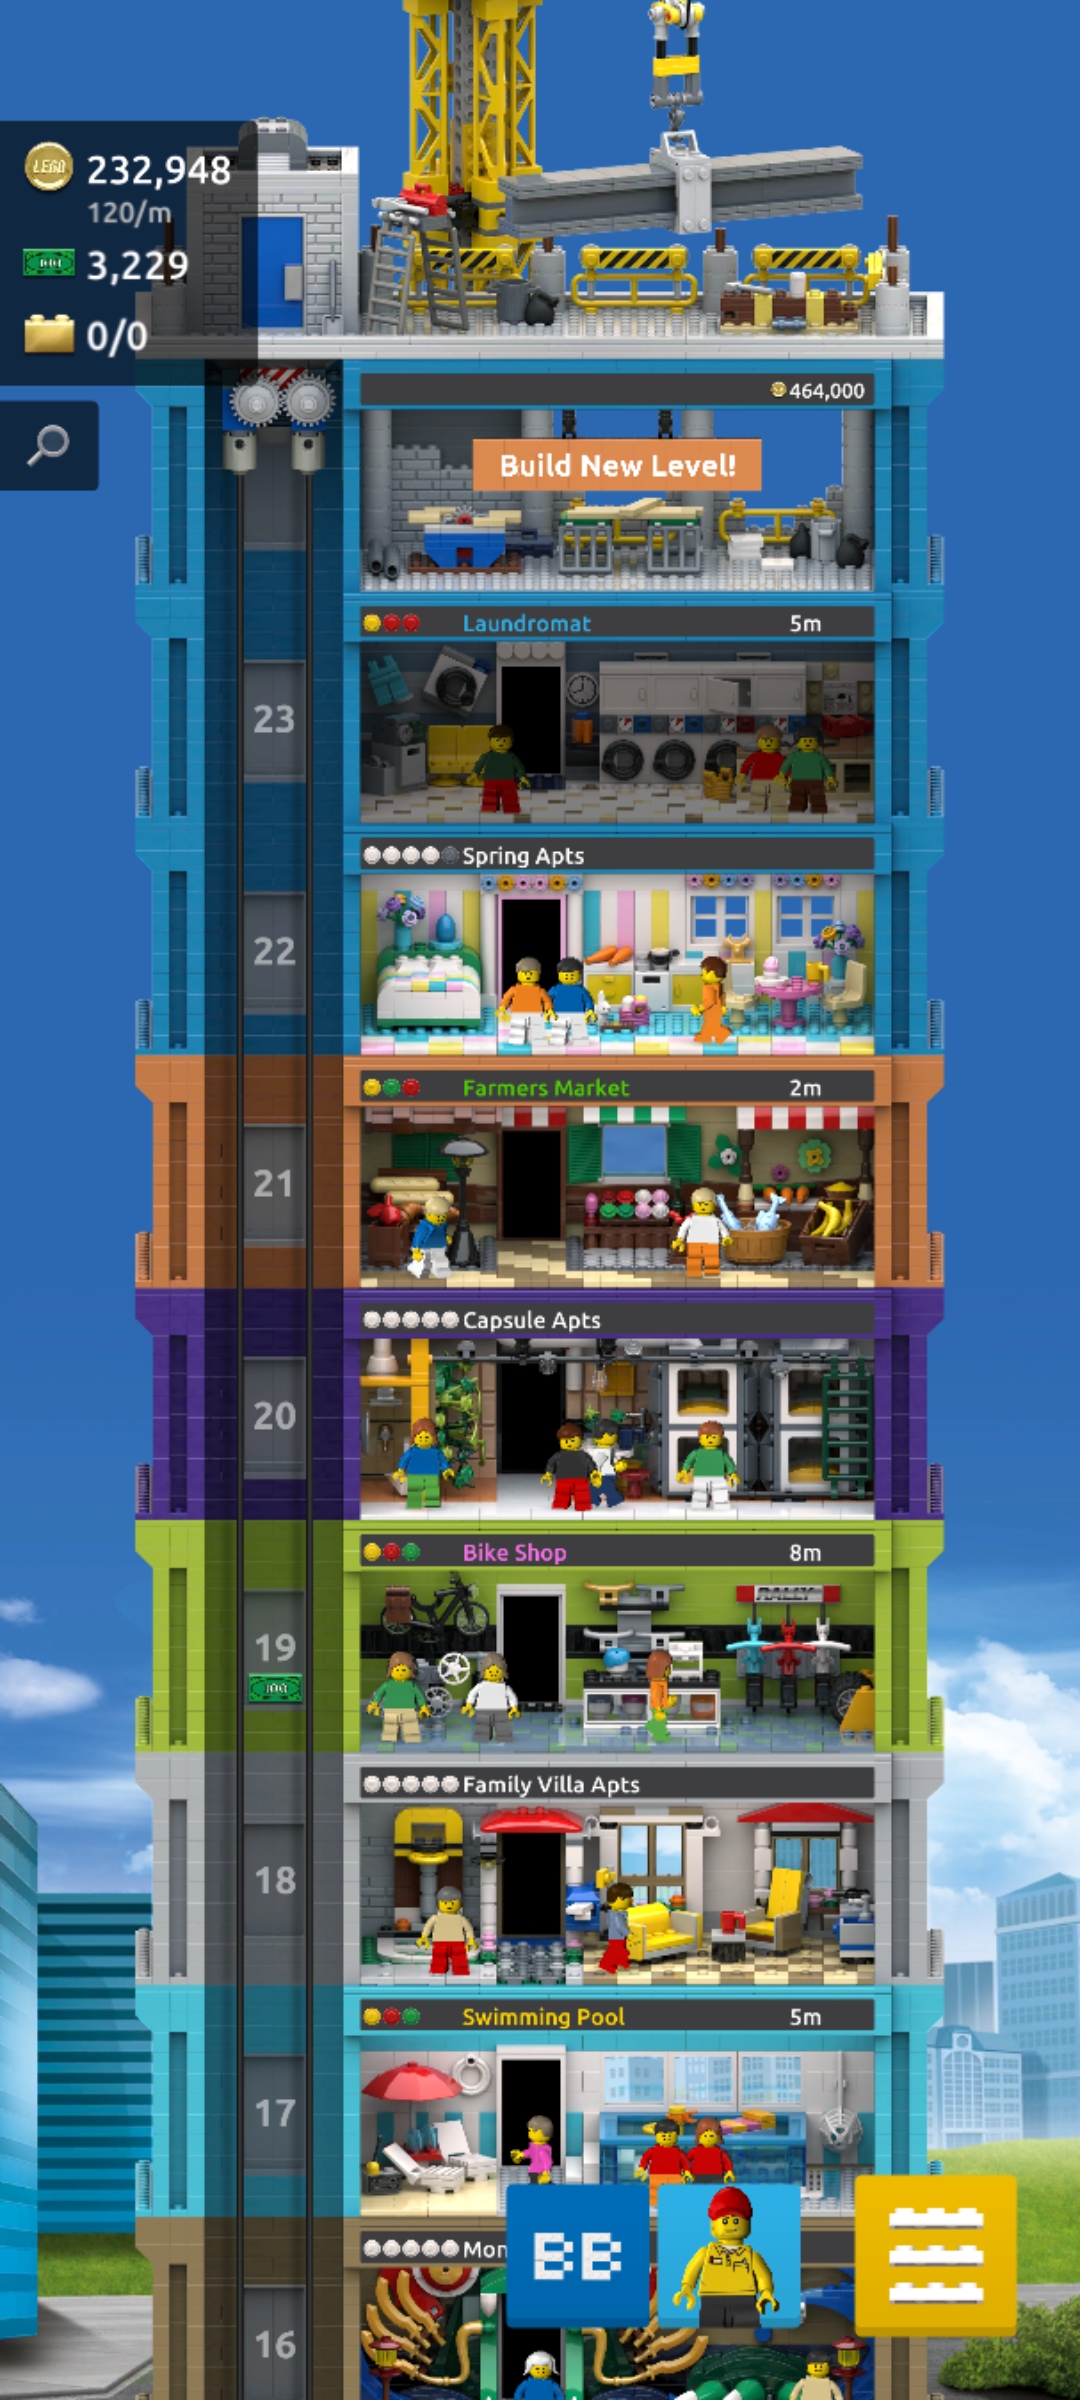 LEGO 232,948
120/m
3,229
0/0
464,000
Build New Level!
Laundromat 5m
23
Spring Apts
22
Farmers Market 2m
21
Capsule Apts
20
Bike Shop 8m
RALLY
19
Family Villa Apts
18
Swimming Pool 5m
17
Mon
BB
16